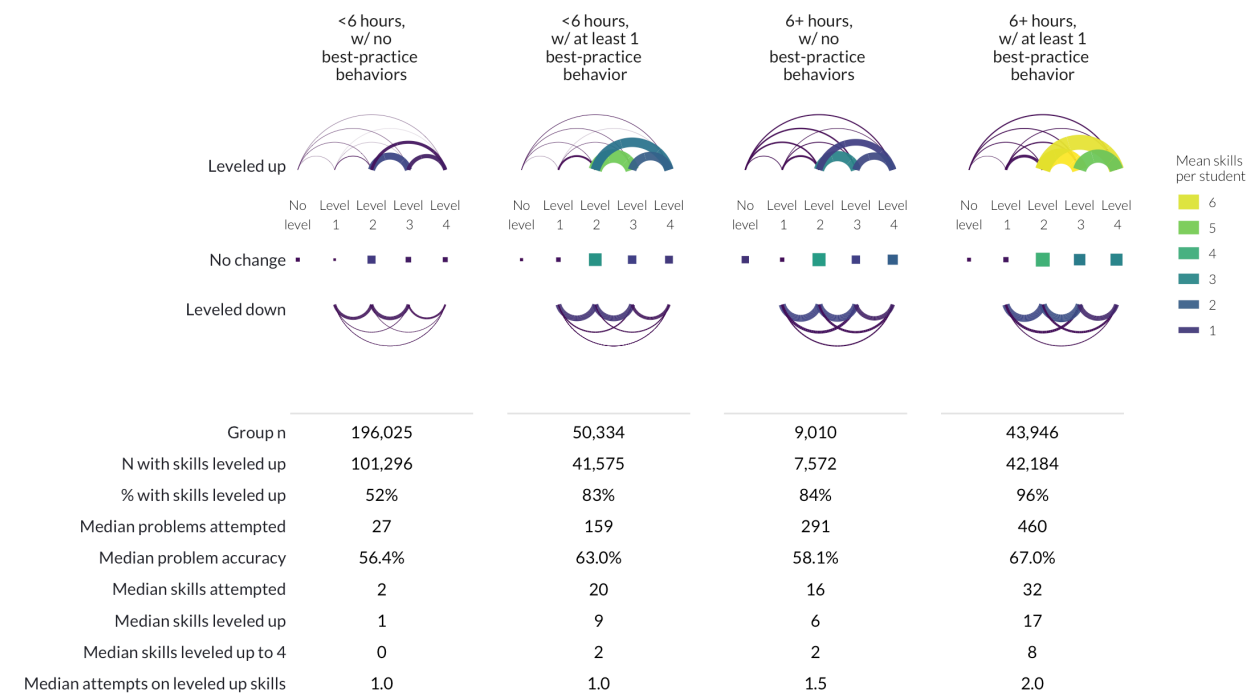 <6 hours,
w/ no
best-practice
behaviors
<6 hours,
w/ at least 1
best-practice
behavior
6+ hours,
w/ no
best-practice
behaviors
6+ hours,
w/ at least 1
best-practice
behavior
Leveled up
No level Level 1 Level 2 Level 3 Level 4
No level Level 1 Level 2 Level 3 Level 4
No level Level 1 Level 2 Level 3 Level 4
No level Level 1 Level 2 Level 3 Level 4
No change
Leveled down
Mean skills
per student
6
5
4
3
2
1
Group n 196,025 50,334 9,010 43,946
N with skills leveled up 101,296 41,575 7,572 42,184
% with skills leveled up 52% 83% 84% 96%
Median problems attempted 27 159 291 460
Median problem accuracy 56.4% 63.0% 58.1% 67.0%
Median skills attempted 2 20 16 32
Median skills leveled up 1 9 6 17
Median skills leveled up to 4 0 2 2 8
Median attempts on leveled up skills 1.0 1.0 1.5 2.0